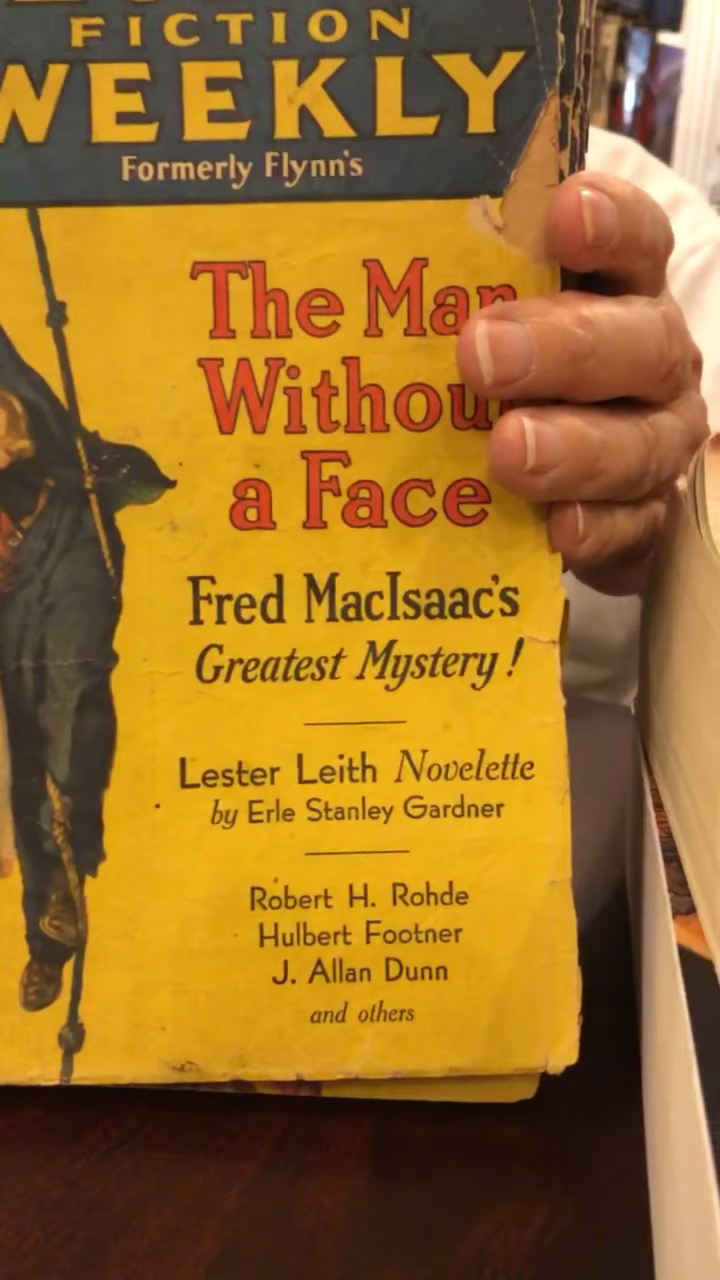 FICTION
WEEKLY
Formerly Flynn's
The Man
Without
a Face
Fred MacIsaac's
Greatest Mystery!
Lester Leith Novelette
by Erle Stanley Gardner
Robert H. Rohde
Hulbert Footner
J. Allan Dunn
and others